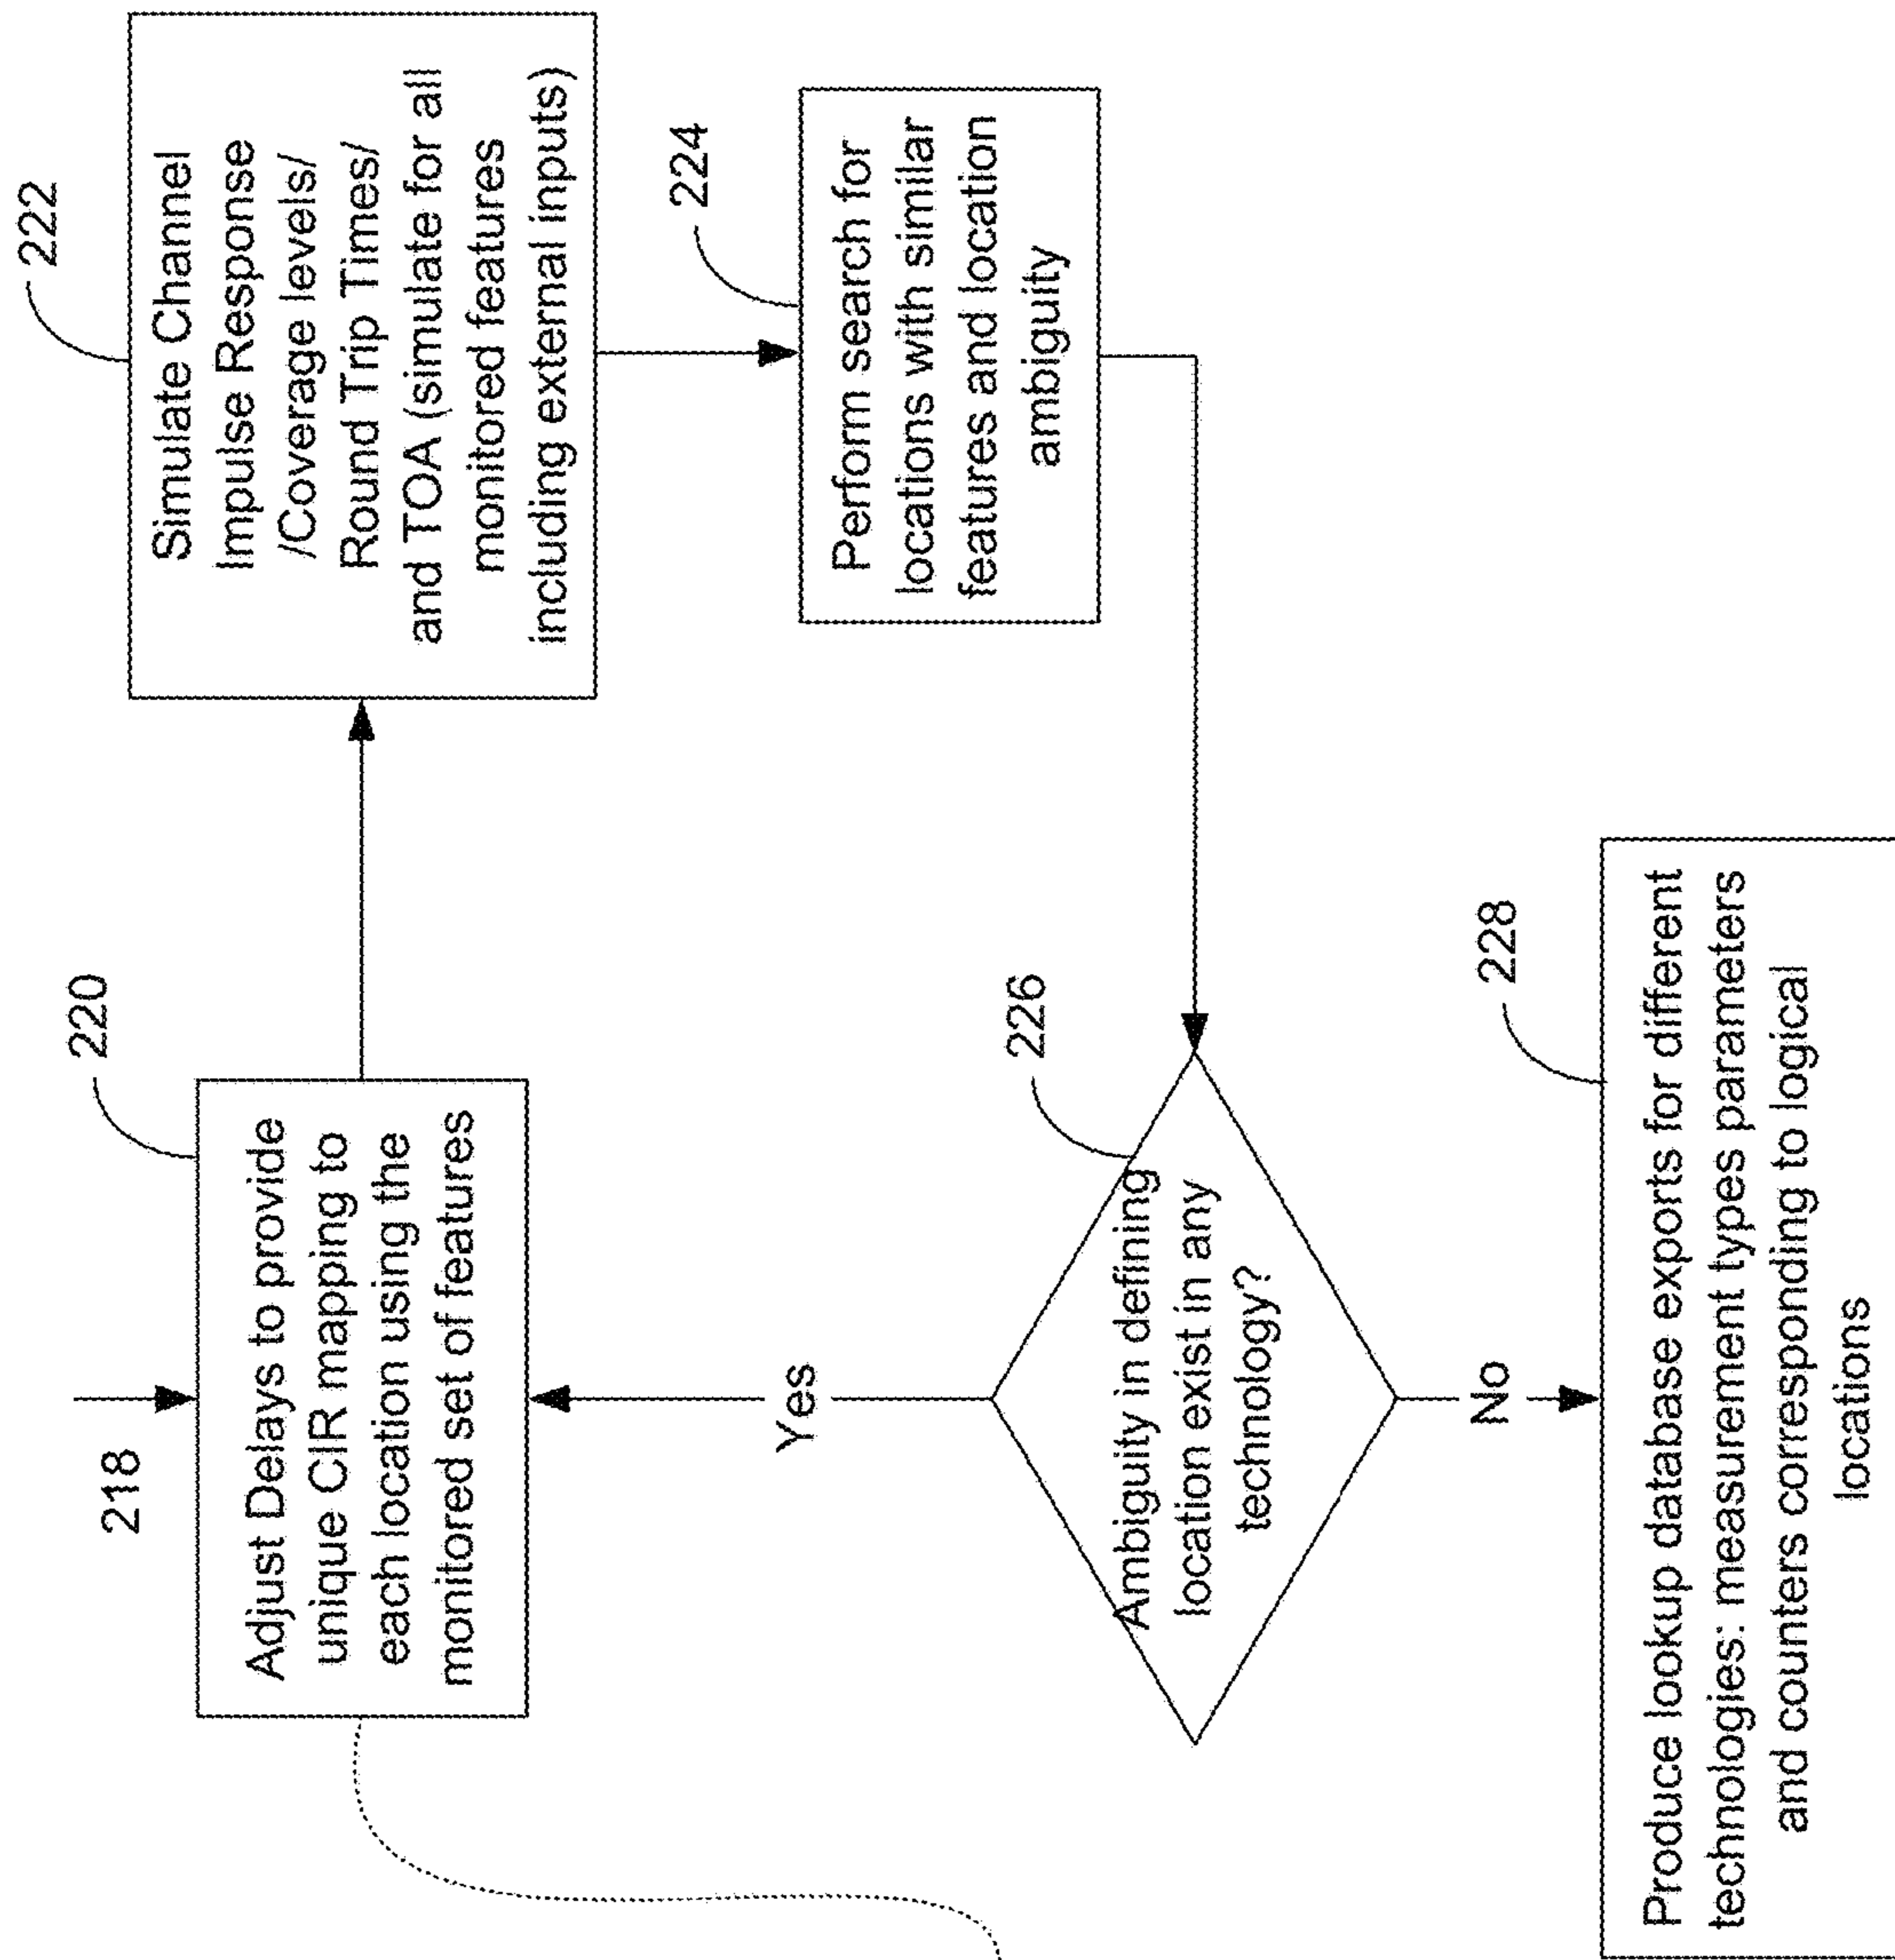 218
220
Adjust Delays to provide
unique CIR mapping to
each location using the
monitored set of features
222
Simulate Channel
Impulse Response
/Coverage levels/
Round Trip Times/
and TOA (simulate for all
monitored features
including external inputs)
224
Perform search for
locations with similar
features and location
ambiguity
226
Ambiguity in defining
location exist in any
technology?
Yes
No
228
Produce lookup database exports for different
technologies: measurement types parameters
and counters corresponding to logical
locations